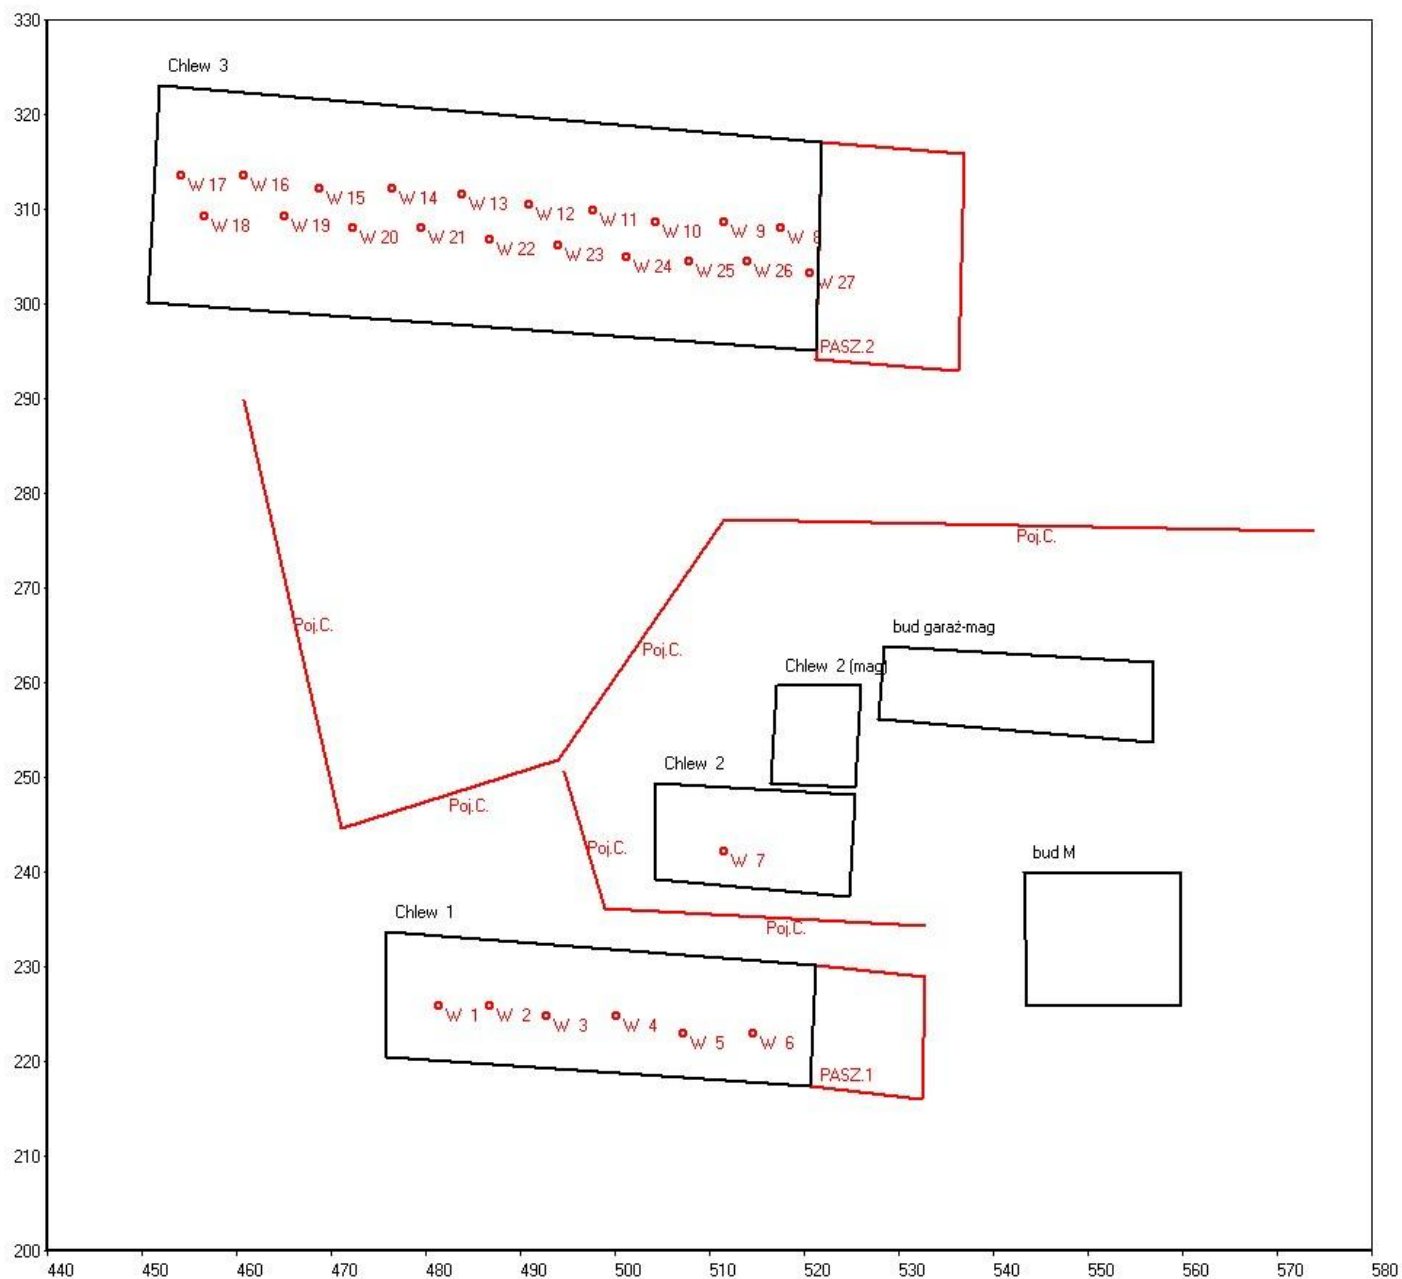 330
Chlew 3
320
W 17
W 16
W 15
W 14
W 13
W 12
W 11
W 10
W 9
W 8
310
W 18
W 19
W 20
W 21
W 22
W 23
W 24
W 25
W 26
W 27
300
PASZ.2
290
280
Poj.C.
270
Poj.C.
Poj.C.
bud garaż-mag
Chlew 2 (mag)
260
Chlew 2
250
Poj.C.
Poj.C.
W 7
bud M
240
Chlew 1
Poj.C.
230
W 1
W 2
W 3
W 4
W 5
W 6
220
PASZ.1
210
200
440 450 460 470 480 490 500 510 520 530 540 550 560 570 580